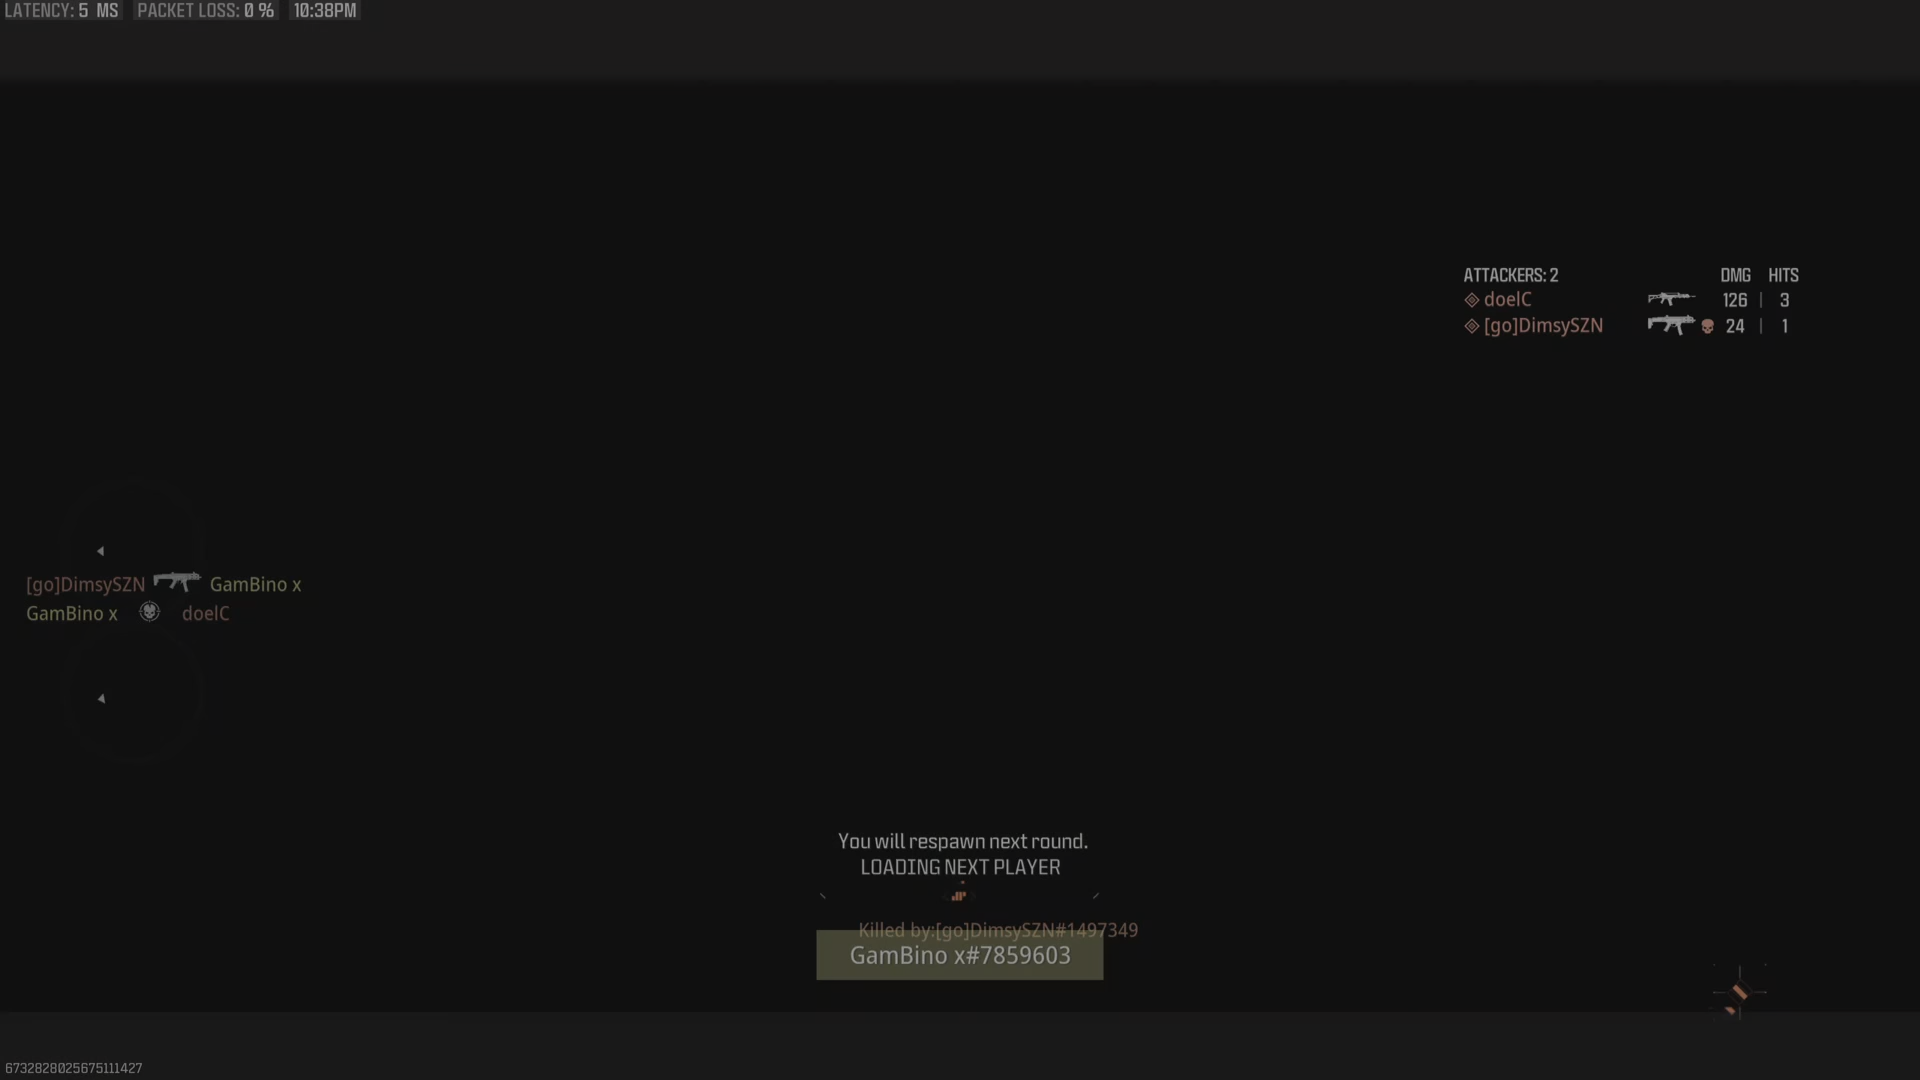 LATENCY: 5 MS PACKET LOSS: 0 % 10:38PM
ATTACKERS: 2 DMG HITS
doelC 126 | 3
[go]DimsySZN 24 | 1
[go]DimsySZN GamBino x
GamBino x doelC
You will respawn next round.
LOADING NEXT PLAYER
Killed by:[go]DimsySZN#1497349
GamBino x#7859603
6732828025675111427